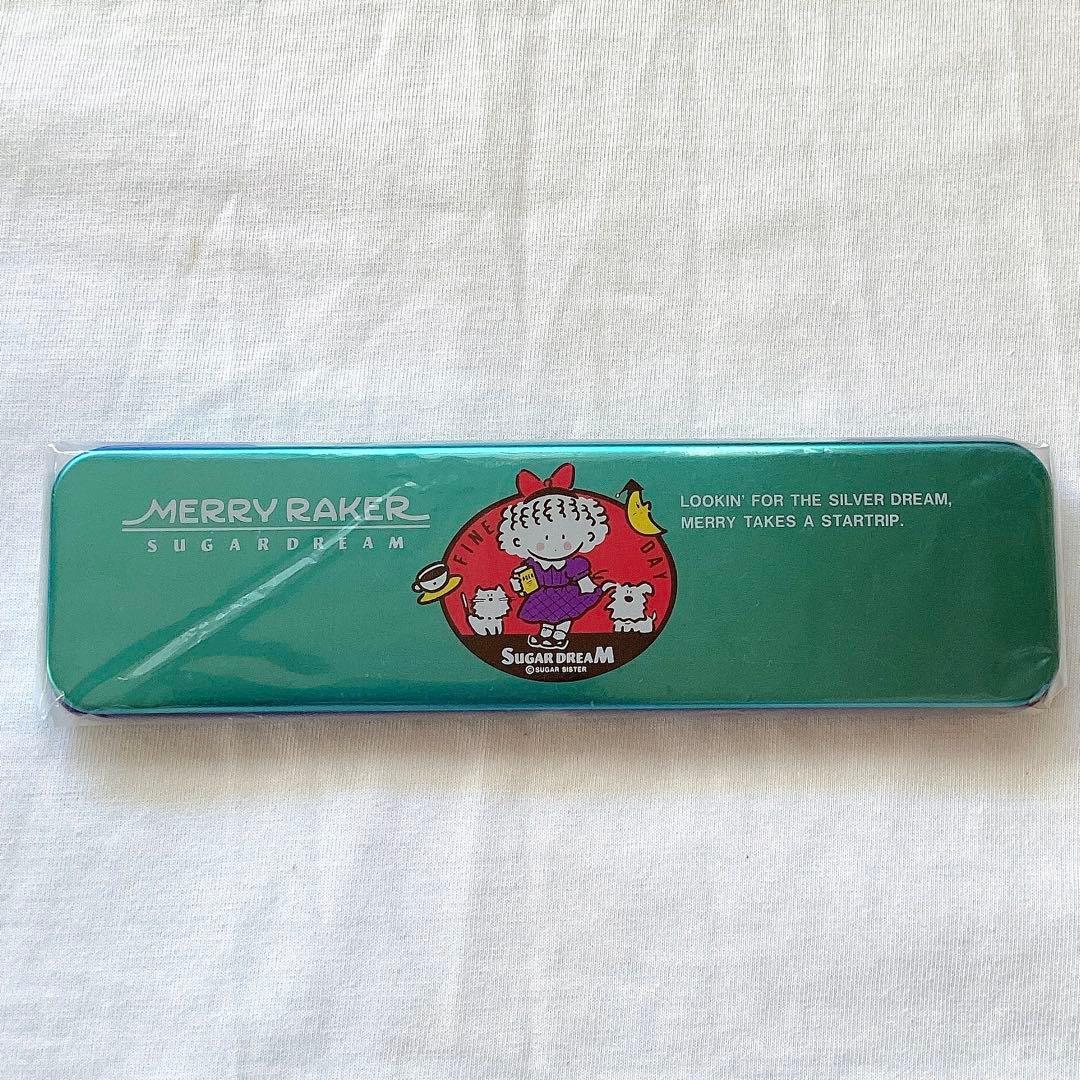 MERRY RAKER
SUGARDREAM
FINE DAY
SUGAR DREAM
© SUGAR SISTER
LOOKIN' FOR THE SILVER DREAM,
MERRY TAKES A STARTRIP.